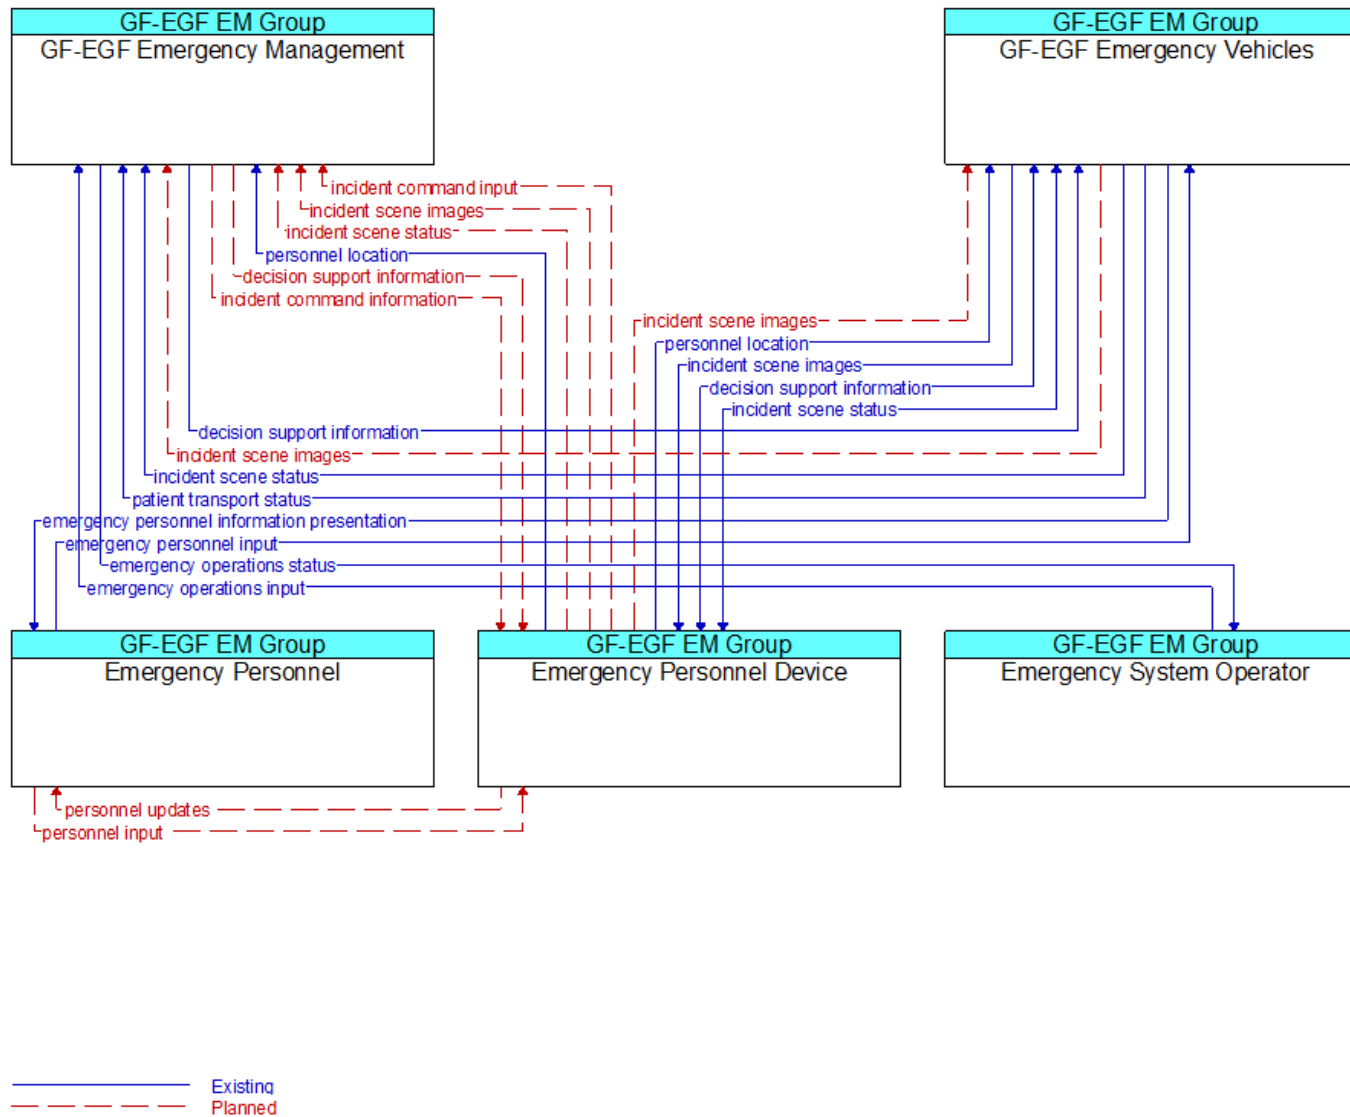 GF-EGF EM Group
GF-EGF Emergency Management
GF-EGF EM Group
GF-EGF Emergency Vehicles
incident command input
incident scene images
incident scene status
personnel location
decision support information
incident command information
incident scene images
personnel location
incident scene images
decision support information
incident scene status
decision support information
incident scene images
incident scene status
patient transport status
emergency personnel information presentation
emergency personnel input
emergency operations status
emergency operations input
GF-EGF EM Group
Emergency Personnel
GF-EGF EM Group
Emergency Personnel Device
GF-EGF EM Group
Emergency System Operator
personnel updates
personnel input
Existing
Planned